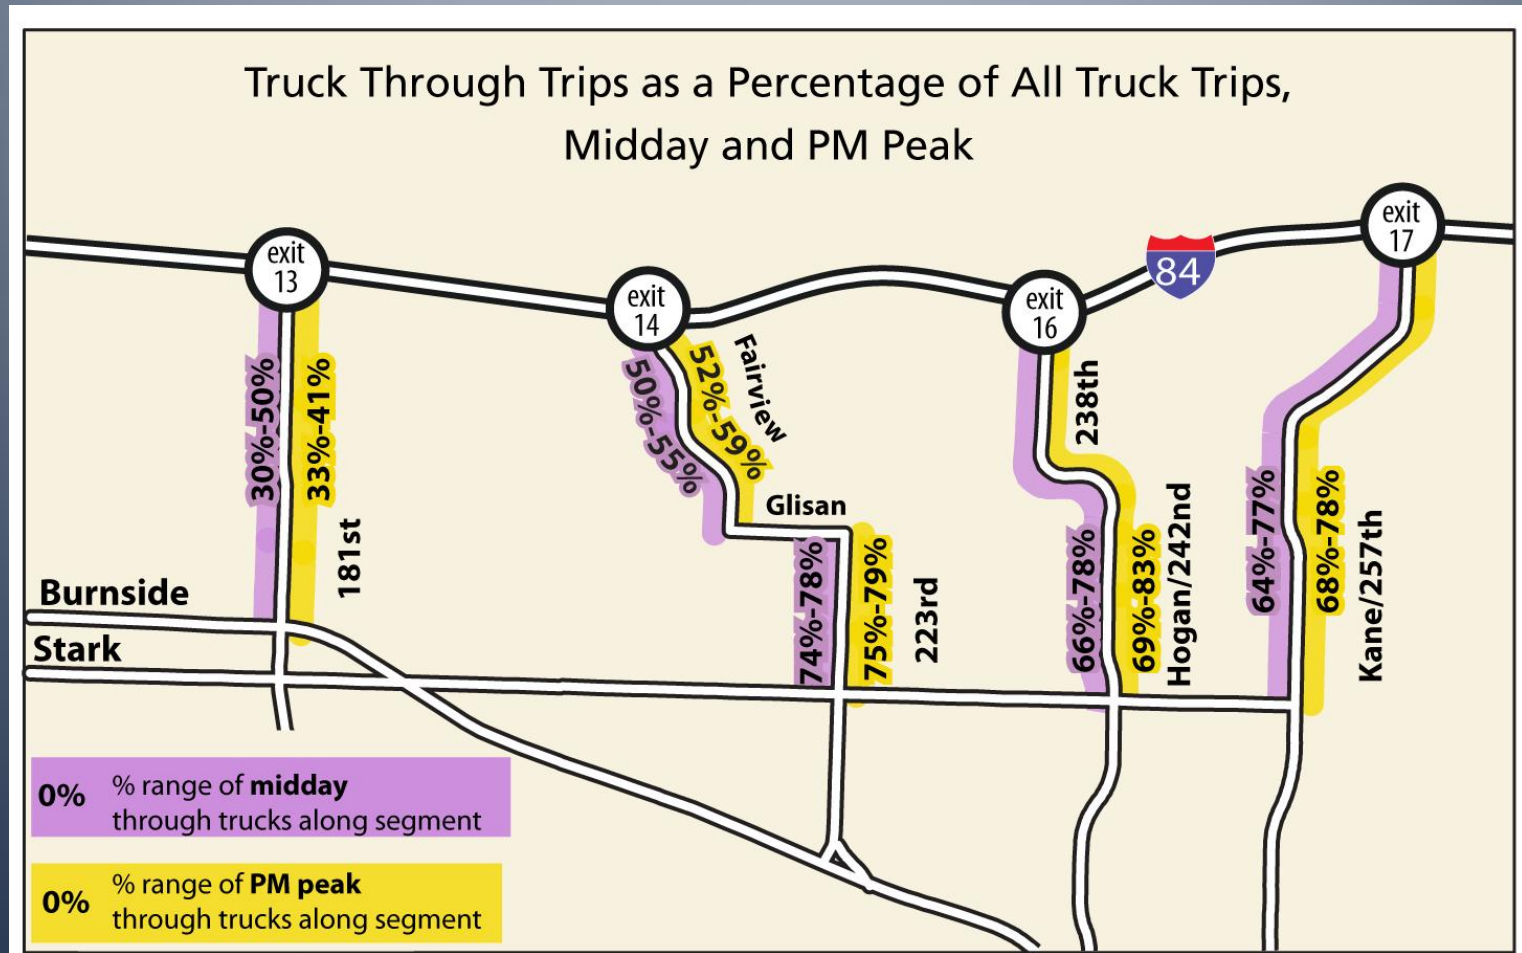 Truck Through Trips as a Percentage of All Truck Trips,
Midday and PM Peak
exit
13
exit
14
exit
16
84
exit
17
30%-50%
33%-41%
181st
50%-55%
52%-59%
Fairview
Glisan
74%-78%
75%-79%
223rd
238th
66%-78%
69%-83%
Hogan/242nd
64%-77%
68%-78%
Kane/257th
Burnside
Stark
0%
% range of midday
through trucks along segment
0%
% range of PM peak
through trucks along segment